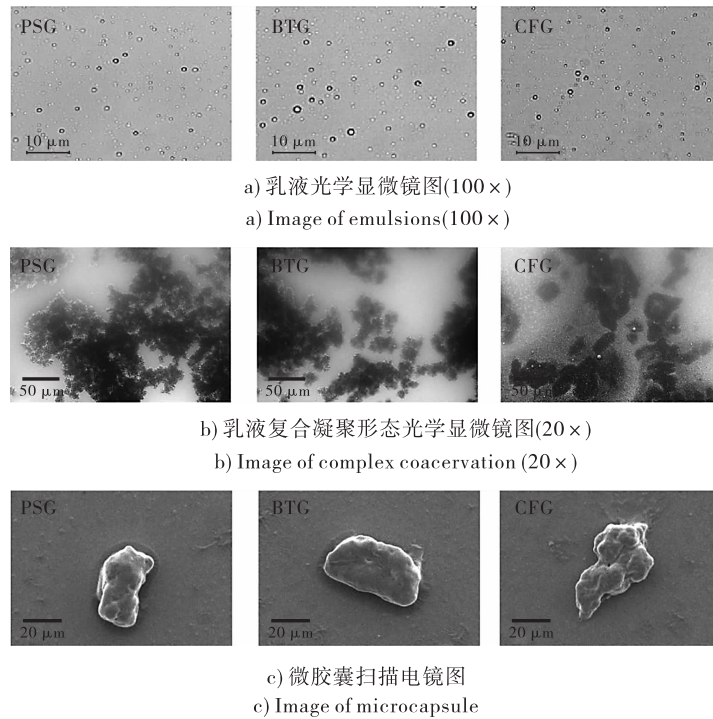 PSG BTG CFG
10 μm 10 μm 10 μm
a) 乳液光学显微镜图(100×)
a) Image of emulsions(100×)
PSG BTG CFG
50 μm 50 μm 50 μm
b) 乳液复合凝聚形态光学显微镜图(20×)
b) Image of complex coacervation (20×)
PSG BTG CFG
20 μm 20 μm 20 μm
c) 微胶囊扫描电镜图
c) Image of microcapsule